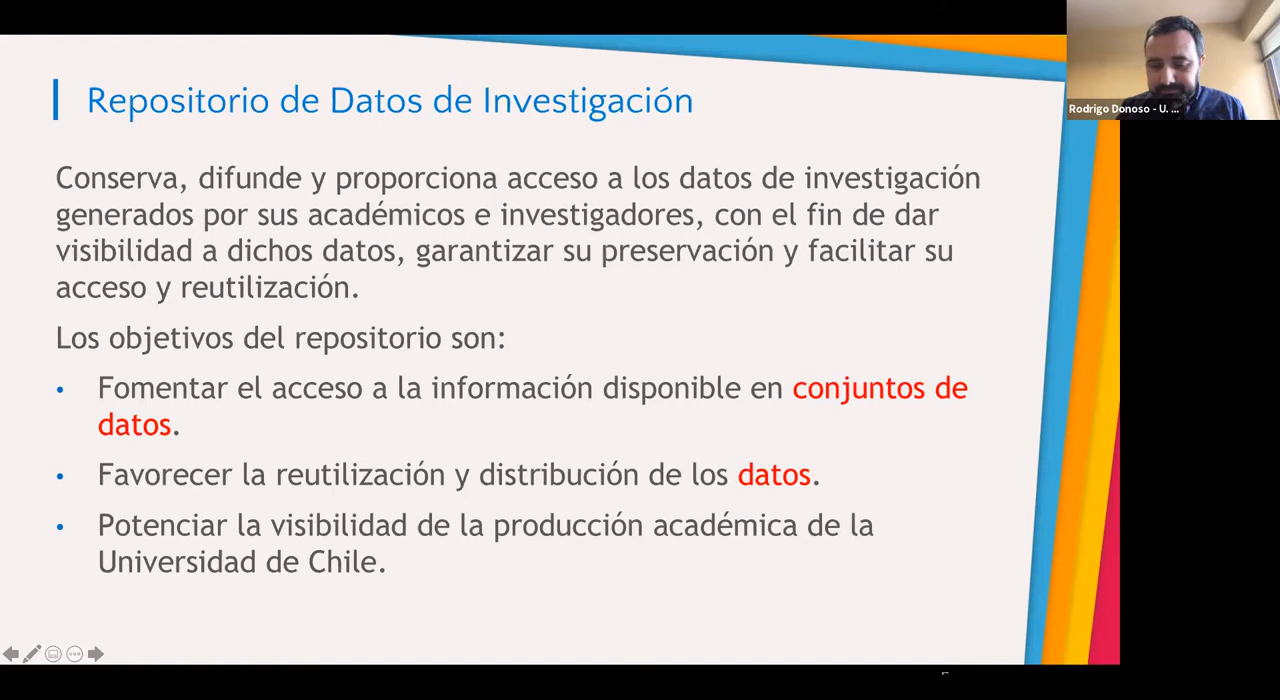 Repositorio de Datos de Investigación
Rodrigo Donoso - U. ...
Conserva, difunde y proporciona acceso a los datos de investigación
generados por sus académicos e investigadores, con el fin de dar
visibilidad a dichos datos, garantizar su preservación y facilitar su
acceso y reutilización.
Los objetivos del repositorio son:
• Fomentar el acceso a la información disponible en conjuntos de
datos.
• Favorecer la reutilización y distribución de los datos.
• Potenciar la visibilidad de la producción académica de la
Universidad de Chile.